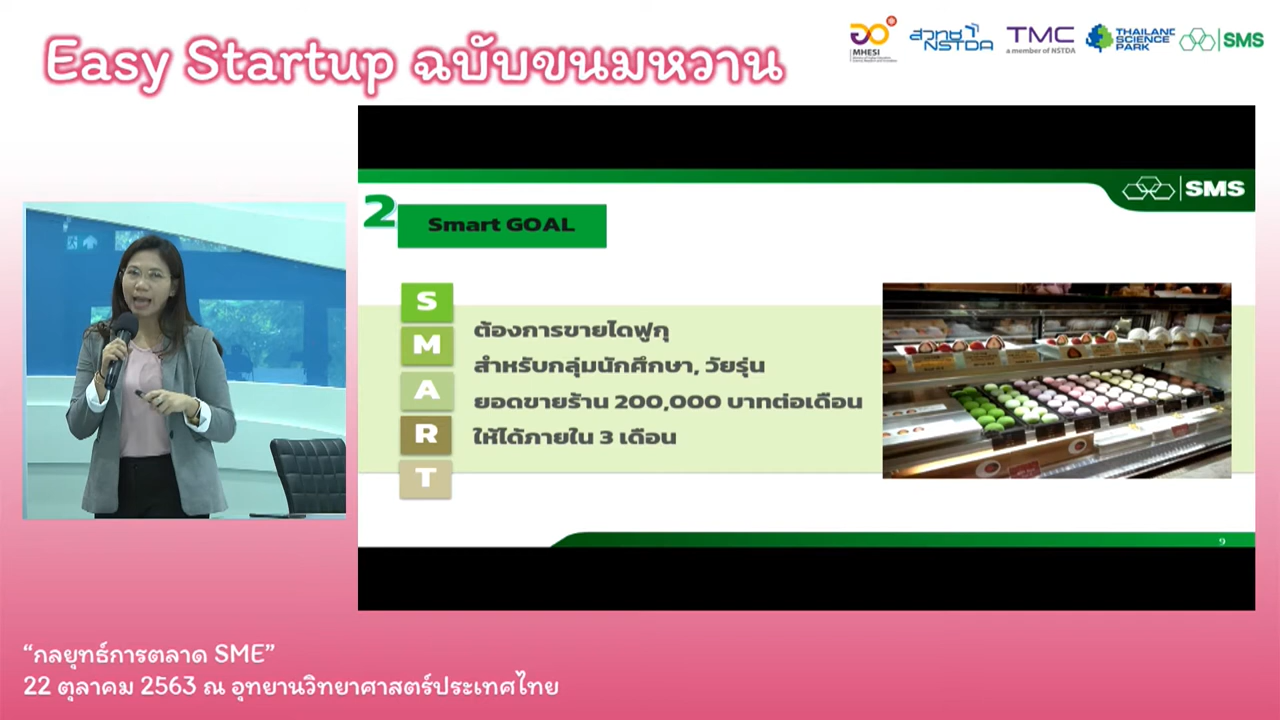 Easy Startup ฉบับขนมหวาน
MHESI
สวทช
NSTDA
TMC
a member of NSTDA
THAILAND
SCIENCE
PARK
SMS
SMS
2
Smart GOAL
S
M
A
R
T
ต้องการขายไดฟูกุ
สำหรับกลุ่มนักศึกษา, วัยรุ่น
ยอดขายร้าน 200,000 บาทต่อเดือน
ให้ได้ภายใน 3 เดือน
๑
“กลยุทธ์การตลาด SME”
22 ตุลาคม 2563 ณ อุทยานวิทยาศาสตร์ประเทศไทย